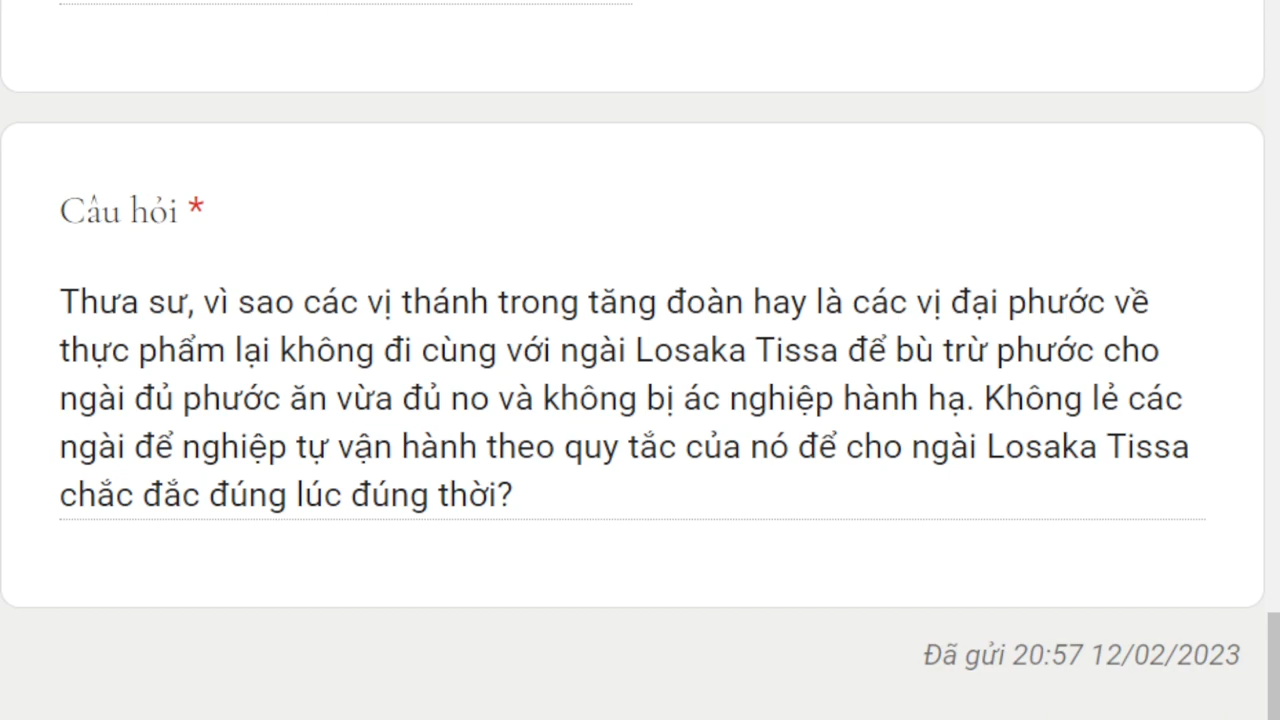 Câu hỏi *
Thưa sư, vì sao các vị thánh trong tăng đoàn hay là các vị đại phước về
thực phẩm lại không đi cùng với ngài Losaka Tissa để bù trừ phước cho
ngài đủ phước ăn vừa đủ no và không bị ác nghiệp hành hạ. Không lẻ các
ngài để nghiệp tự vận hành theo quy tắc của nó để cho ngài Losaka Tissa
chắc đắc đúng lúc đúng thời?
Đã gửi 20:57 12/02/2023